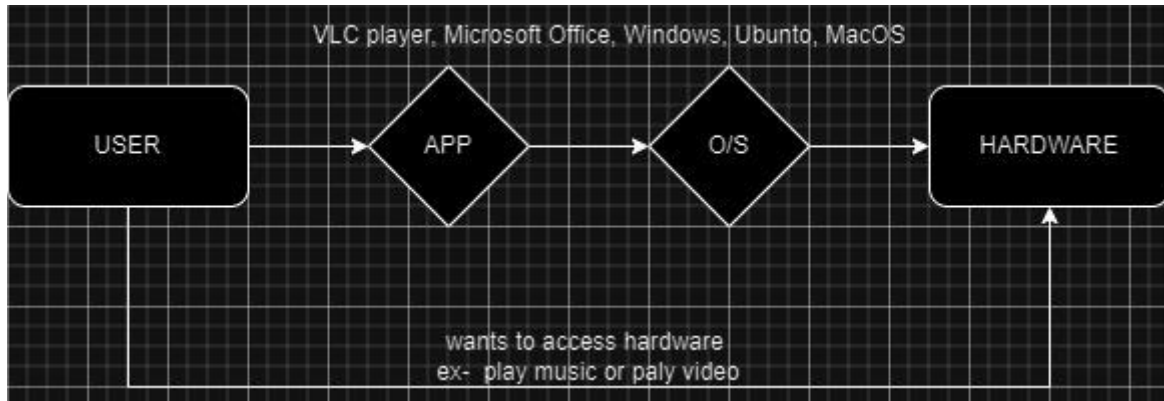 VLC player, Microsoft Office, Windows, Ubunto, MacOS
USER
APP
O/S
HARDWARE
wants to access hardware
ex- play music or paly video